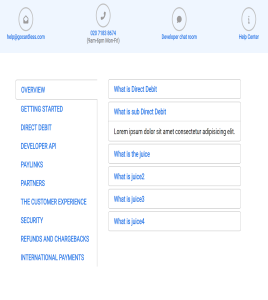 help@gocardless.com
020 7183 8674
(9am-6pm Mon-Fri)
Developer chat room
Help Center
OVERVIEW
GETTING STARTED
DIRECT DEBIT
DEVELOPER API
PAYLINKS
PARTNERS
THE CUSTOMER EXPERIENCE
SECURITY
REFUNDS AND CHARGEBACKS
INTERNATIONAL PAYMENTS
What is Direct Debit
What is sub Direct Debit
Lorem ipsum dolor sit amet consectetur adipisicing elit.
What is the juice
What is juice2
What is juice3
What is juice4